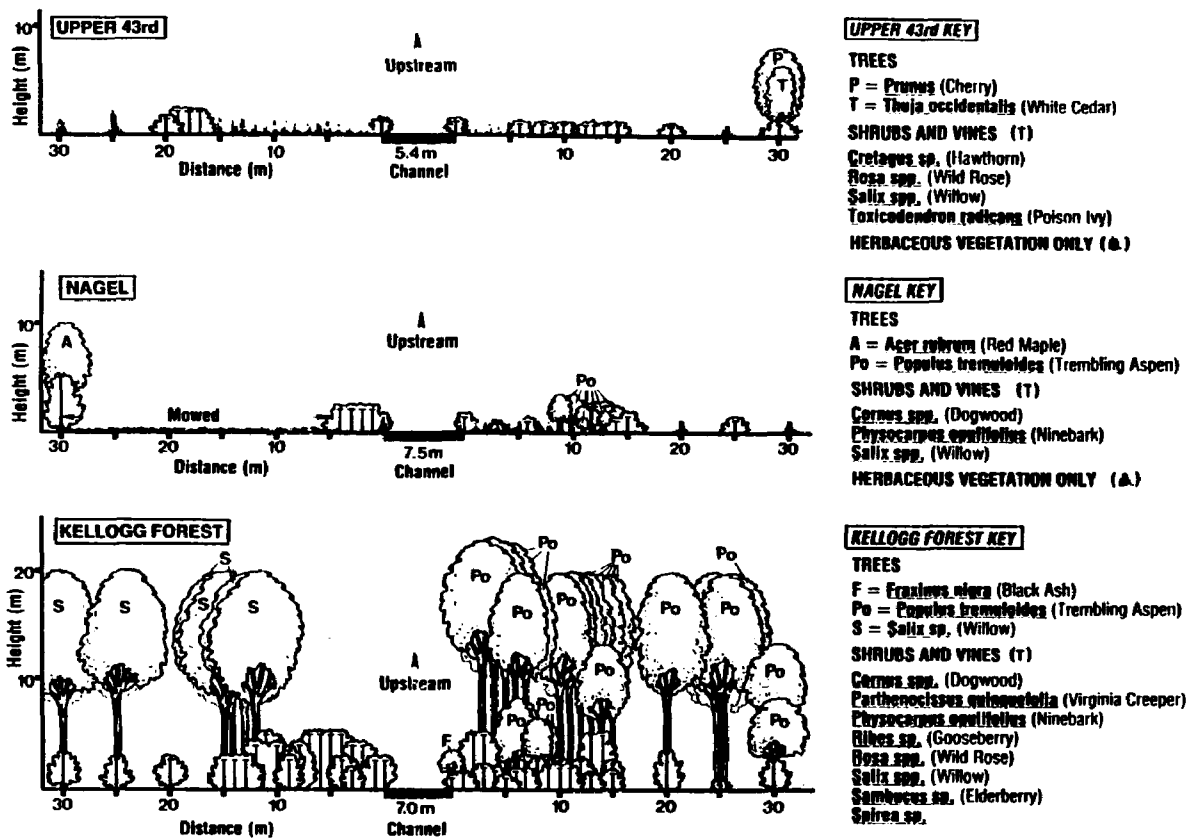 UPPER 43rd
10
Height (m)
Upstream
P
T
30
20
10
10
20
30
Distance (m)
5.4 m
Channel
UPPER 43rd KEY
TREES
P = Prunus (Cherry)
T = Thuja occidentalis (White Cedar)
SHRUBS AND VINES (T)
Cretagus sp. (Hawthorn)
Rosa spp. (Wild Rose)
Salix spp. (Willow)
Toxicodendron radicans (Poison Ivy)
HERBACEOUS VEGETATION ONLY
NAGEL
10
Height (m)
A
Upstream
Po
Mowed
30
20
10
10
20
30
Distance (m)
7.5 m
Channel
NAGEL KEY
TREES
A = Acer rubrum (Red Maple)
Po = Populus tremuloides (Trembling Aspen)
SHRUBS AND VINES (T)
Cornus spp. (Dogwood)
Physocarpus opulifolius (Ninebark)
Salix spp. (Willow)
HERBACEOUS VEGETATION ONLY
KELLOGG FOREST
20
10
Height (m)
S
S
S
S
S
Upstream
Po
Po
Po
Po
Po
Po
Po
Po
Po
Po
Po
Po
Po
F
30
20
10
10
20
30
Distance (m)
7.0 m
Channel
KELLOGG FOREST KEY
TREES
F = Fraxinus nigra (Black Ash)
Po = Populus tremuloides (Trembling Aspen)
S = Salix sp. (Willow)
SHRUBS AND VINES (T)
Cornus spp. (Dogwood)
Parthenocissus quinquefolia (Virginia Creeper)
Physocarpus opulifolius (Ninebark)
Ribes sp. (Gooseberry)
Rosa spp. (Wild Rose)
Salix spp. (Willow)
Sambucus sp. (Elderberry)
Spirea sp.